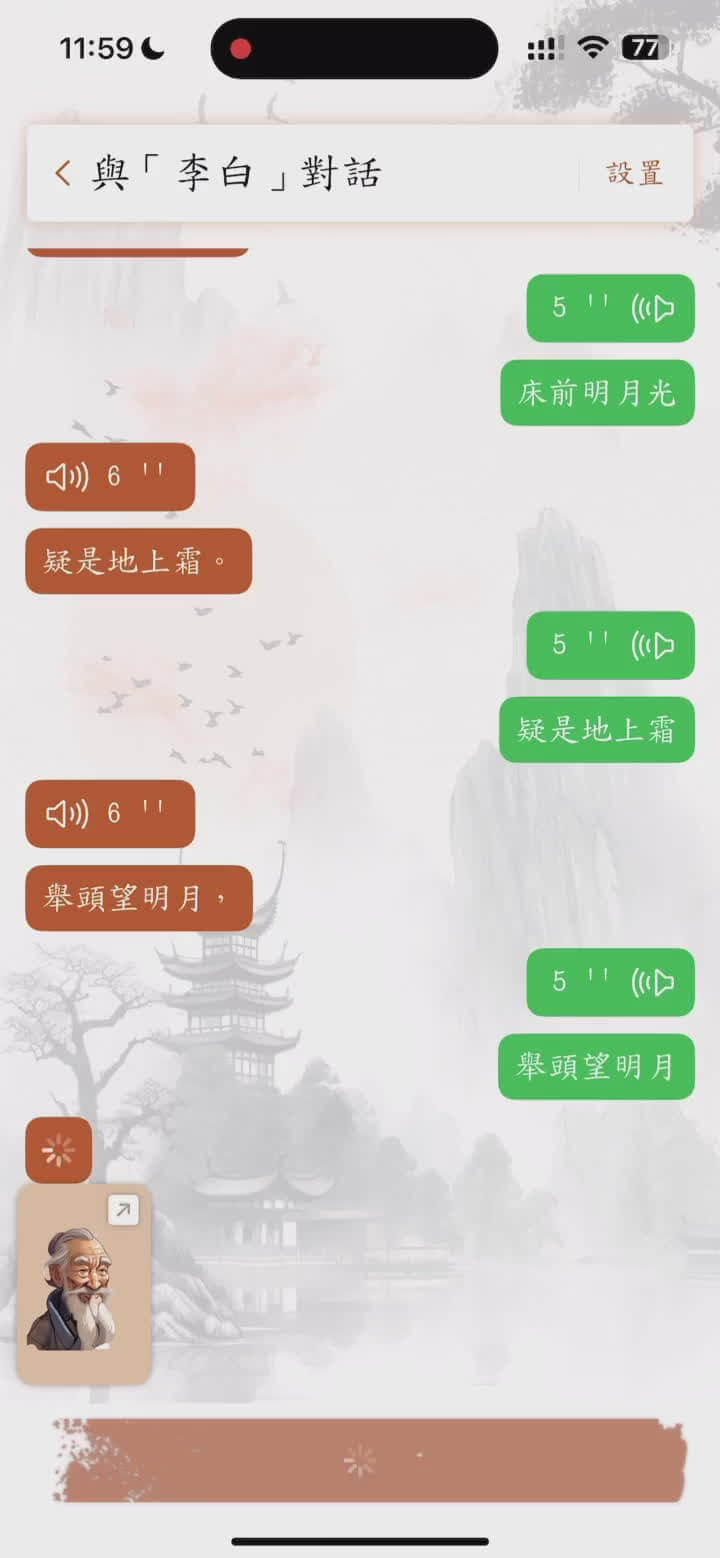 11:59
77
與「李白」對話
設置
5 ''
床前明月光
6 ''
疑是地上霜。
5 ''
疑是地上霜
6 ''
舉頭望明月，
5 ''
舉頭望明月